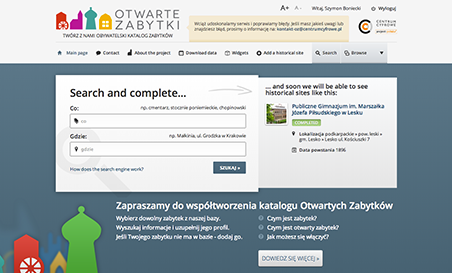 OTWARTE
ZABYTKI
TWÓRZ Z NAMI OBYWATELSKI KATALOG ZABYTKÓW
A A A
Witaj, Szymon Boriecki
Wyloguj
Wciąż udoskonalamy serwis i poprawiamy błędy. Jeśli masz jakieś uwagi lub
znalazłeś błąd, prosimy o informację na: kontakt-oz@centrumcyfrowe.pl
CENTRUM
CYFROWE
Main page
Contact
About the project
Download data
Widgets
Add a historical site
Search
Browse
Search and complete...
Co:
np. cmentarz, stocznie poniemieckie, chopinowski
co
Gdzie:
np. Małkinia, ul. Grodzka w Krakowie
gdzie
How does the search engine work?
SZUKAJ »
... and soon we will be able to see
historical sites like this:
Publiczne Gimnazjum im. Marszałka
Józefa Piłsudskiego w Lesku
COMPLETED
Lokalizacja podkarpackie » pow. leski »
gm. Lesko » Lesko ul. Kościuszki 7
Data powstania 1896
Zapraszamy do współtworzenia katalogu Otwartych Zabytków
Wybierz dowolny zabytek z naszej bazy.
Wyszukaj informacje i uzupełnij jego profil.
Jeśli Twojego zabytku nie ma w bazie - dodaj go.
Czym jest zabytek?
Czym jest otwarty zabytek?
Jak możesz się włączyć?
DOWIEDZ SIĘ WIĘCEJ »